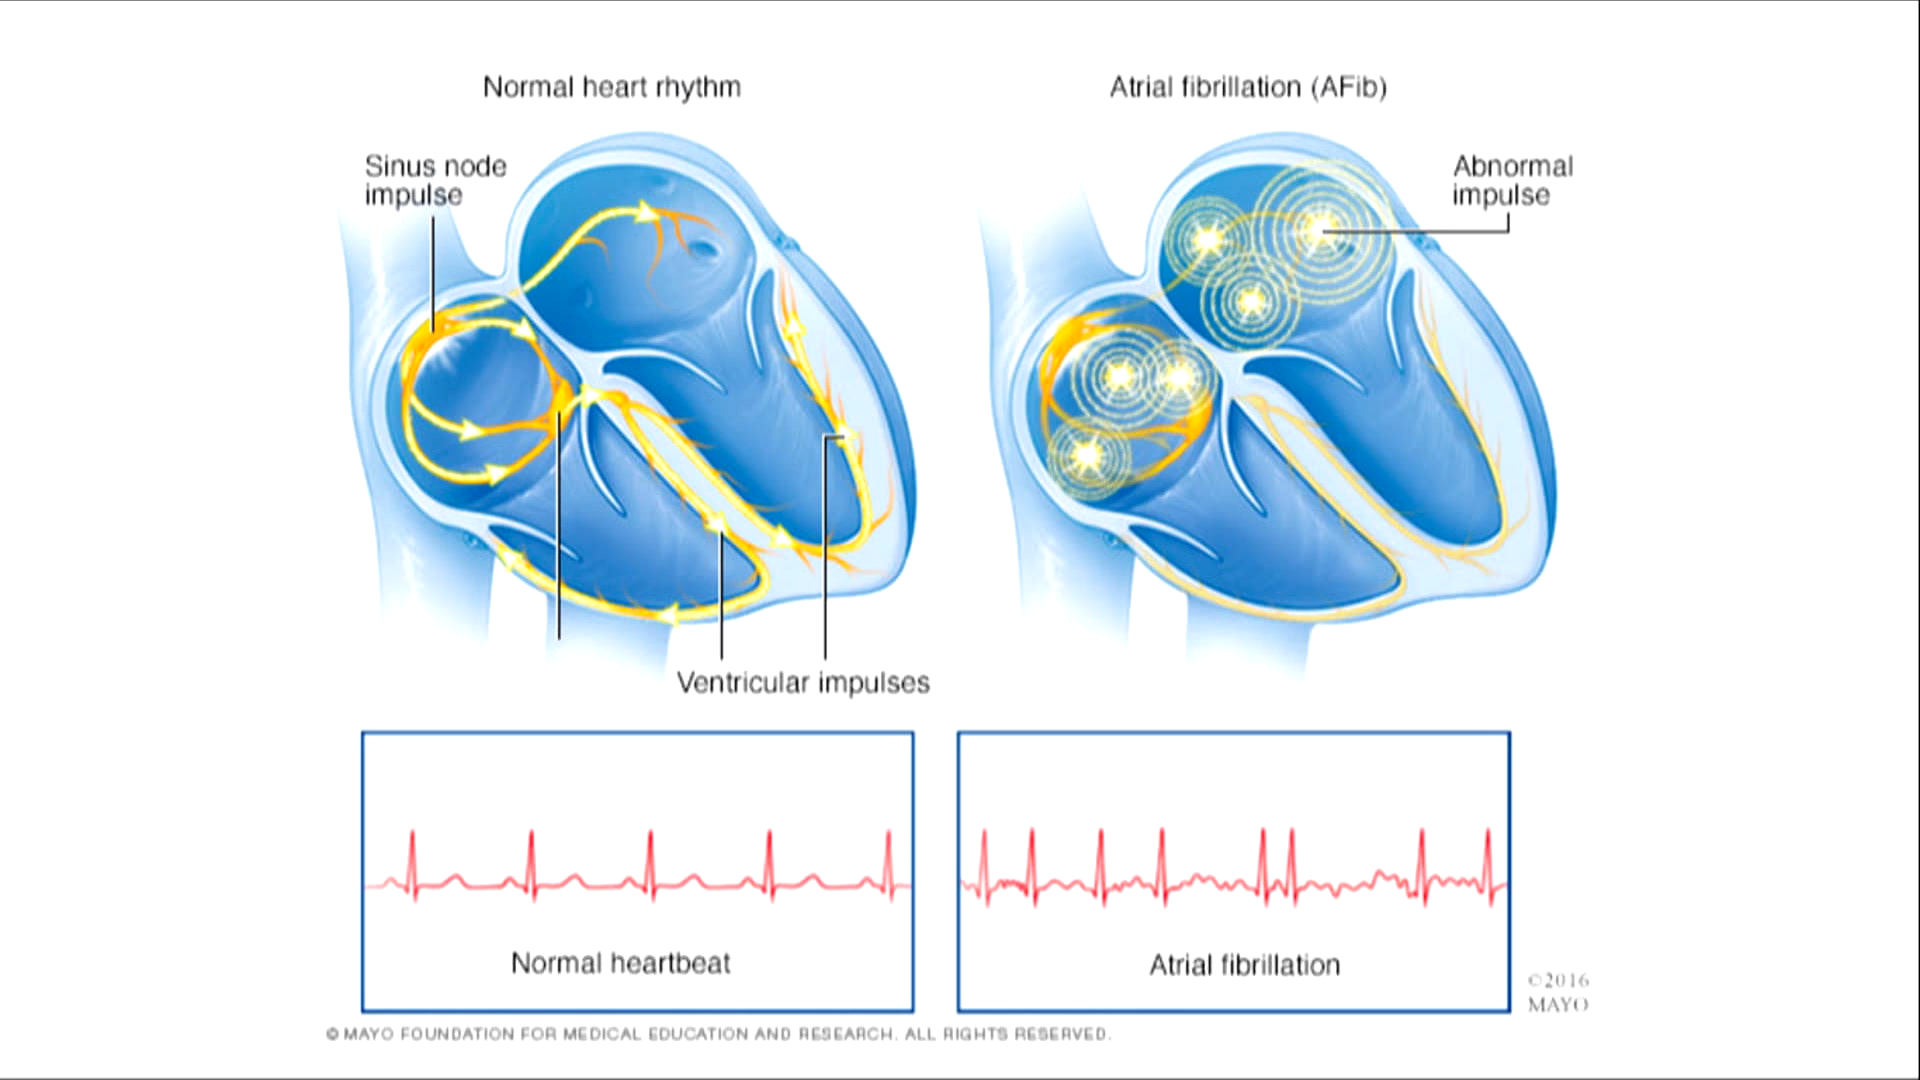 Normal heart rhythm
Atrial fibrillation (AFib)
Sinus node
impulse
Abnormal
impulse
Ventricular impulses
Normal heartbeat
Atrial fibrillation
©2016
MAYO
© MAYO FOUNDATION FOR MEDICAL EDUCATION AND RESEARCH. ALL RIGHTS RESERVED.